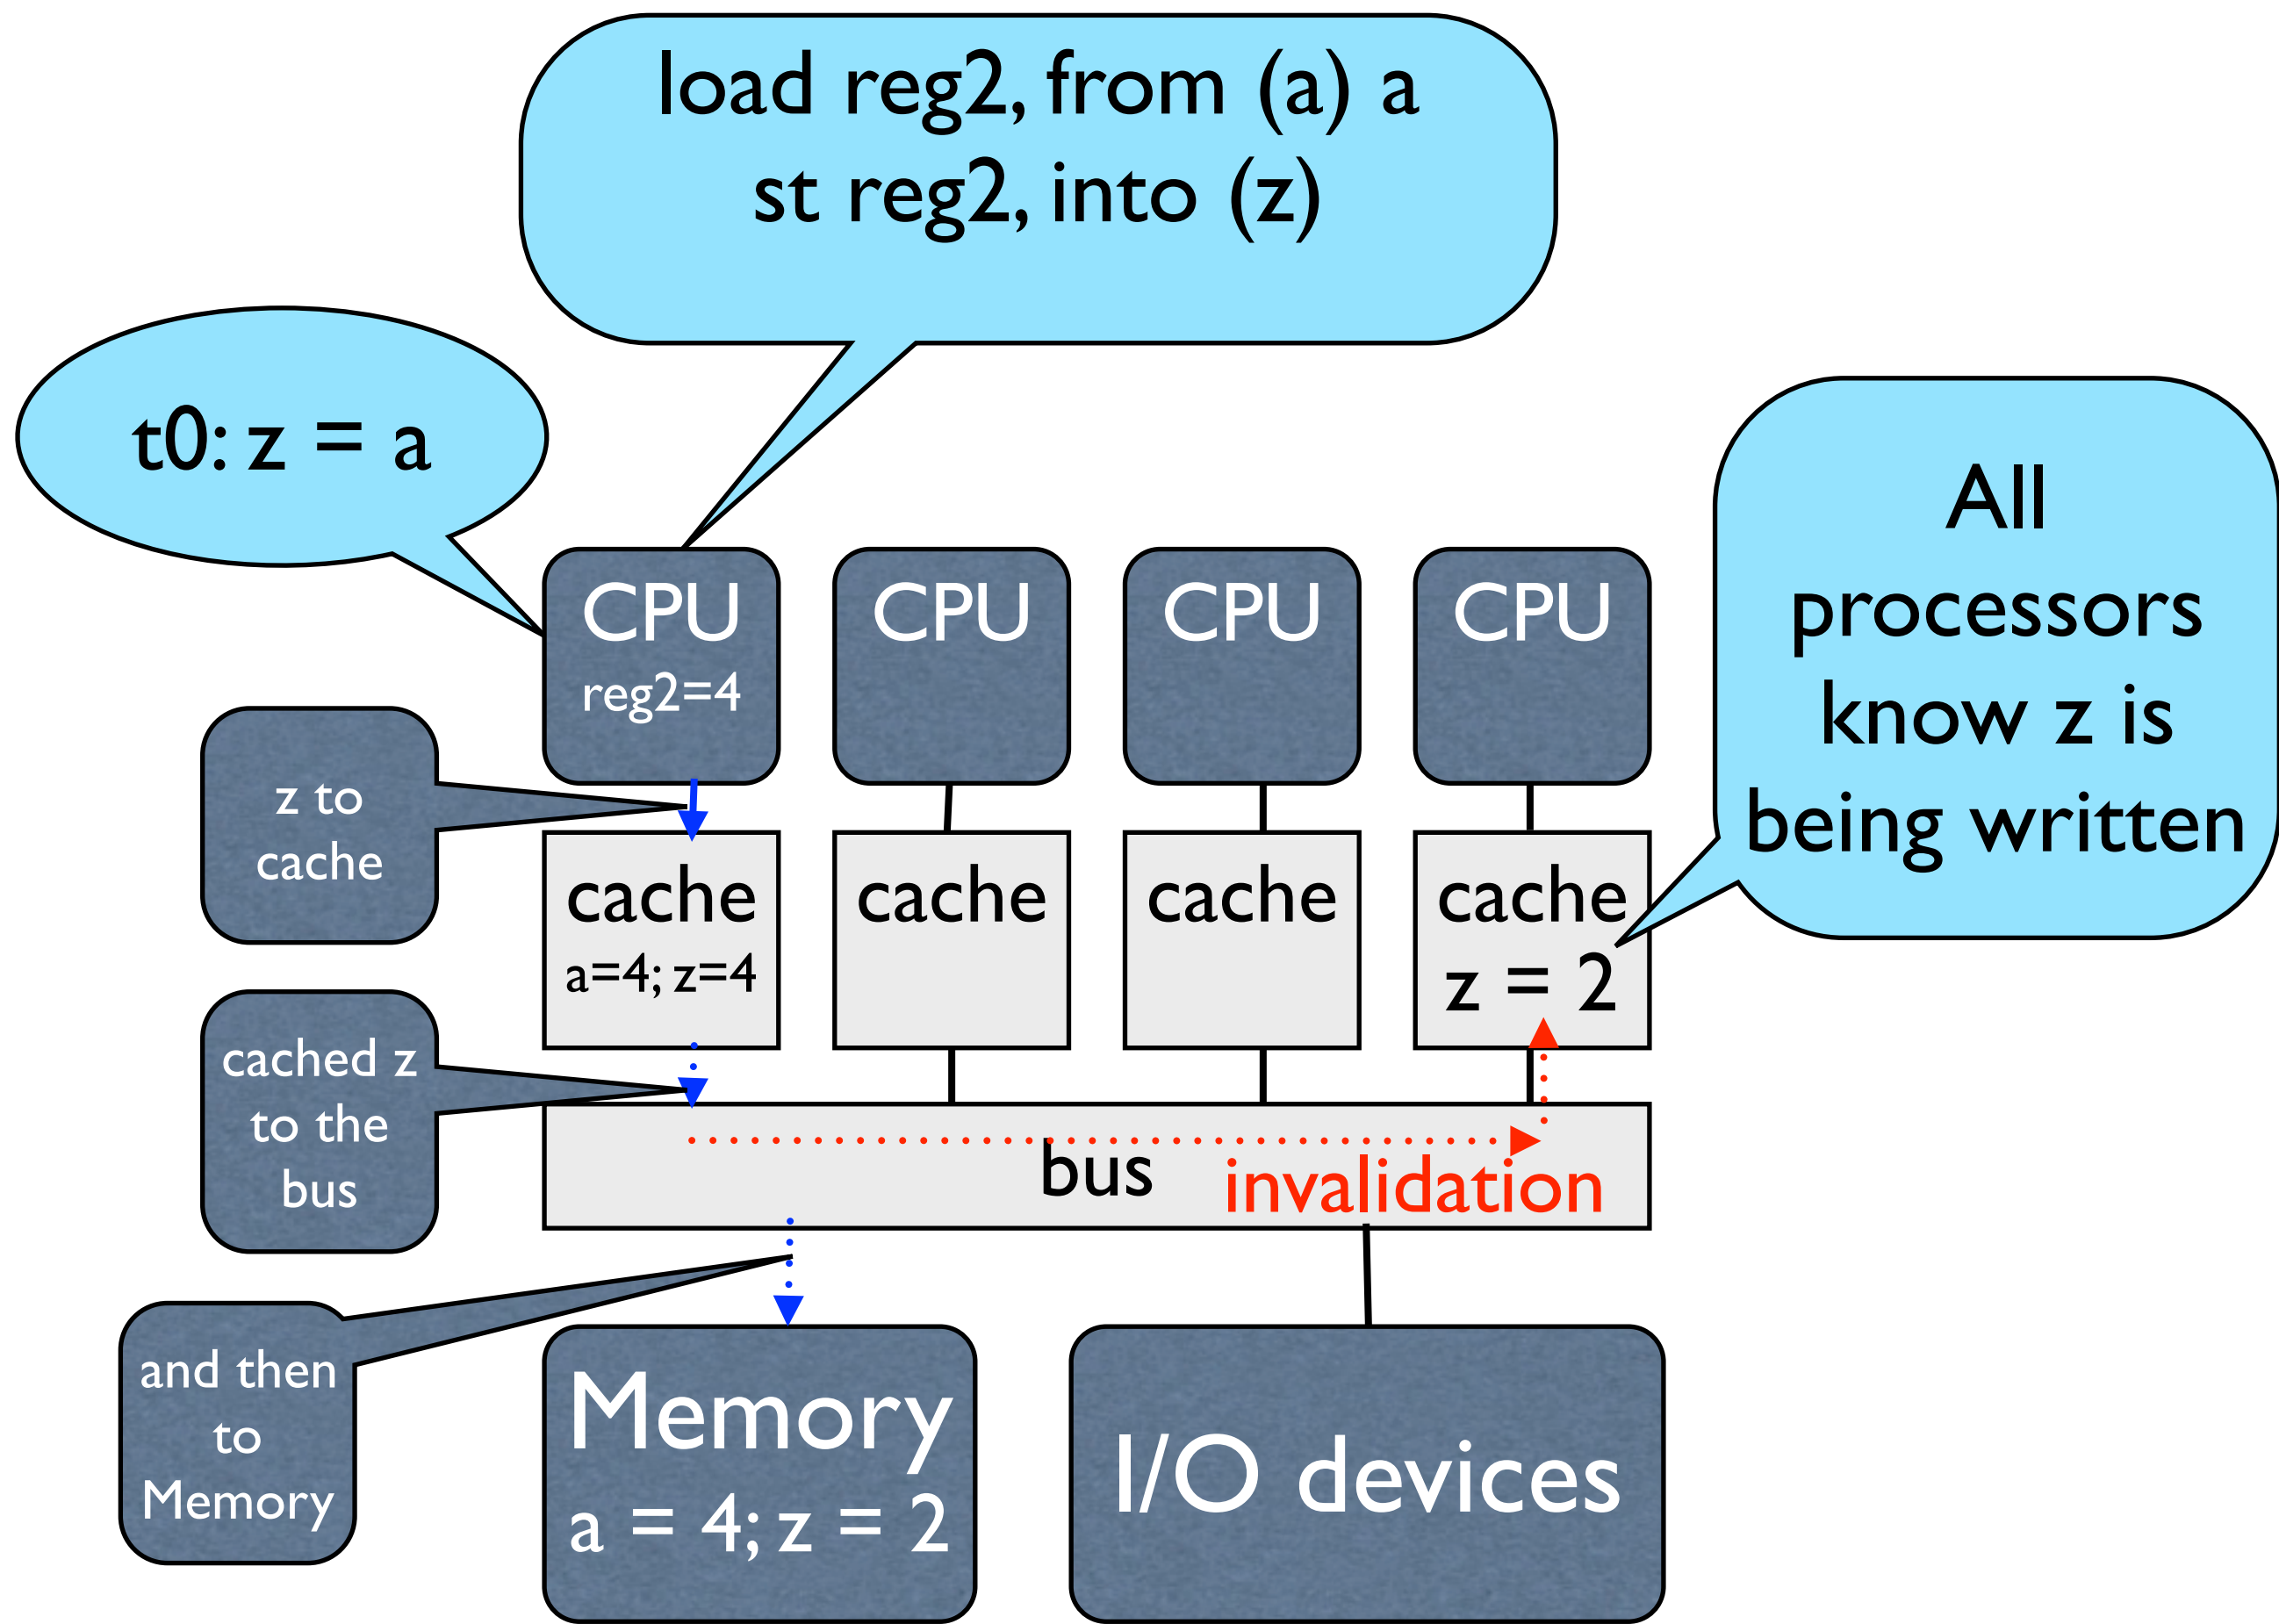 load reg2, from (a) a
st reg2, into (z)
t0: z = a
All
processors
know z is
being written
CPU
reg2=4
CPU
CPU
CPU
z to
cache
cache
a=4; z=4
cache
cache
cache
z = 2
cached z
to the
bus
bus
invalidation
and then
to
Memory
Memory
a = 4; z = 2
I/O devices